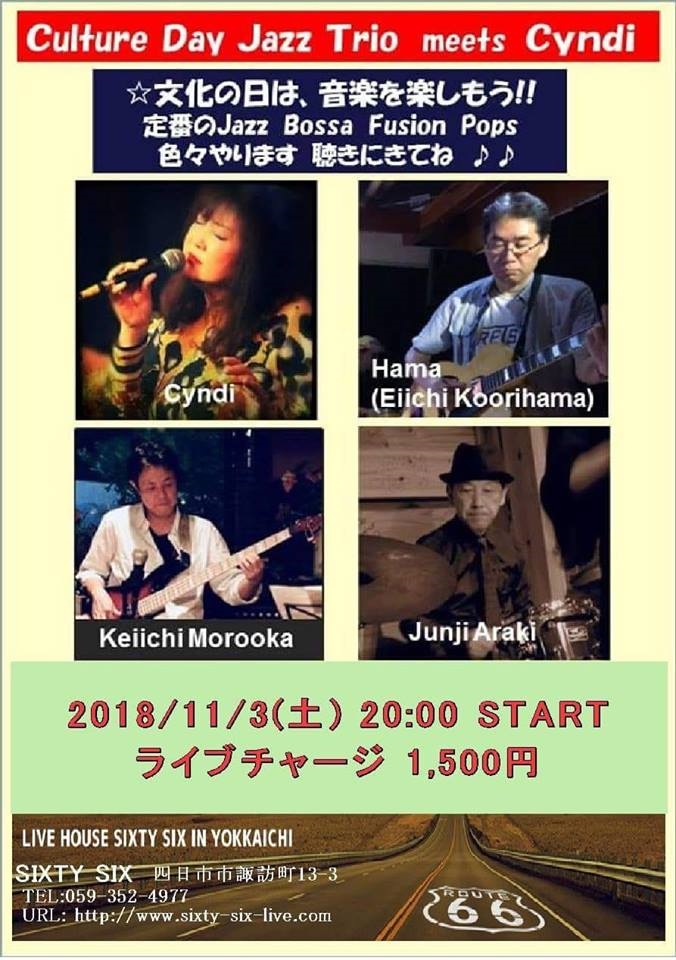 Culture Day Jazz Trio meets Cyndi
☆文化の日は、音楽を楽しもう!!
定番のJazz Bossa Fusion Pops
色々やります 聴きにきてね ♪♪
Cyndi
Hama
(Eiichi Koorihama)
Keiichi Morooka
Junji Araki
2018/11/3(土) 20:00 START
ライブチャージ 1,500円
LIVE HOUSE SIXTY SIX IN YOKKAICHI
SIXTY SIX 四日市市諏訪町13-3
TEL:059-352-4977
URL: http://www.sixty-six-live.com
ROUTE
66